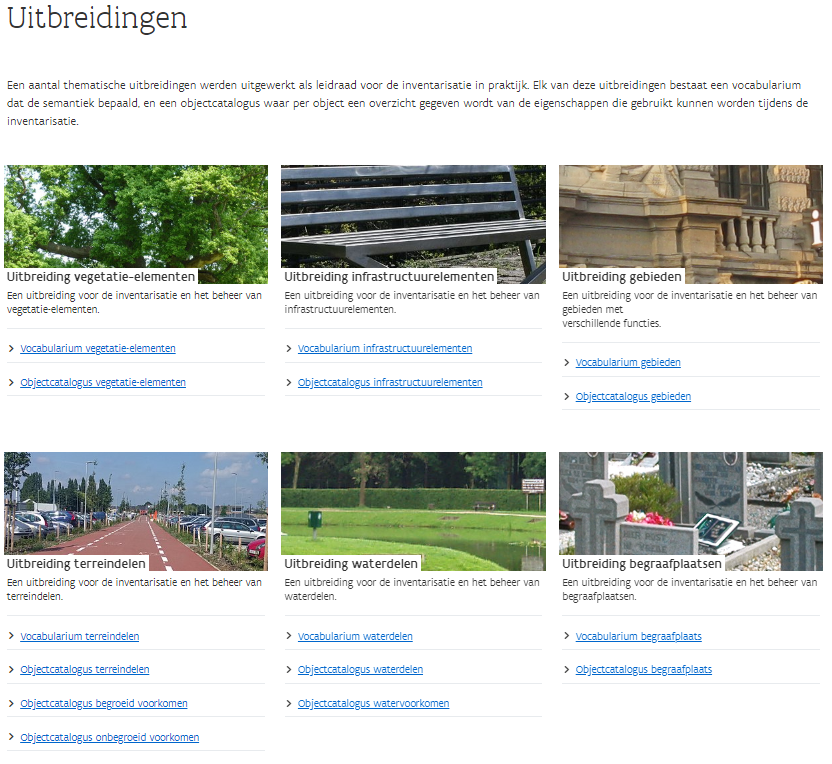 Uitbreidingen
Een aantal thematische uitbreidingen werden uitgewerkt als leidraad voor de inventarisatie in praktijk. Elk van deze uitbreidingen bestaat een vocabularium
dat de semantiek bepaald, en een objectcatalogus waar per object een overzicht gegeven wordt van de eigenschappen die gebruikt kunnen worden tijdens de
inventarisatie.
Uitbreiding vegetatie-elementen
Een uitbreiding voor de inventarisatie en het beheer van
vegetatie-elementen.
Vocabularium vegetatie-elementen
Objectcatalogus vegetatie-elementen
Uitbreiding infrastructuurelementen
Een uitbreiding voor de inventarisatie en het beheer van
infrastructuurelementen.
Vocabularium infrastructuurelementen
Objectcatalogus infrastructuurelementen
Uitbreiding gebieden
Een uitbreiding voor de inventarisatie en het beheer van
gebieden met
verschillende functies.
Vocabularium gebieden
Objectcatalogus gebieden
Uitbreiding terreindelen
Een uitbreiding voor de inventarisatie en het beheer van
terreindelen.
Vocabularium terreindelen
Objectcatalogus terreindelen
Objectcatalogus begroeid voorkomen
Objectcatalogus onbegroeid voorkomen
Uitbreiding waterdelen
Een uitbreiding voor de inventarisatie en het beheer van
waterdelen.
Vocabularium waterdelen
Objectcatalogus waterdelen
Objectcatalogus watervoorkomen
Uitbreiding begraafplaatsen
Een uitbreiding voor de inventarisatie en het beheer van
begraafplaatsen.
Vocabularium begraafplaats
Objectcatalogus begraafplaats